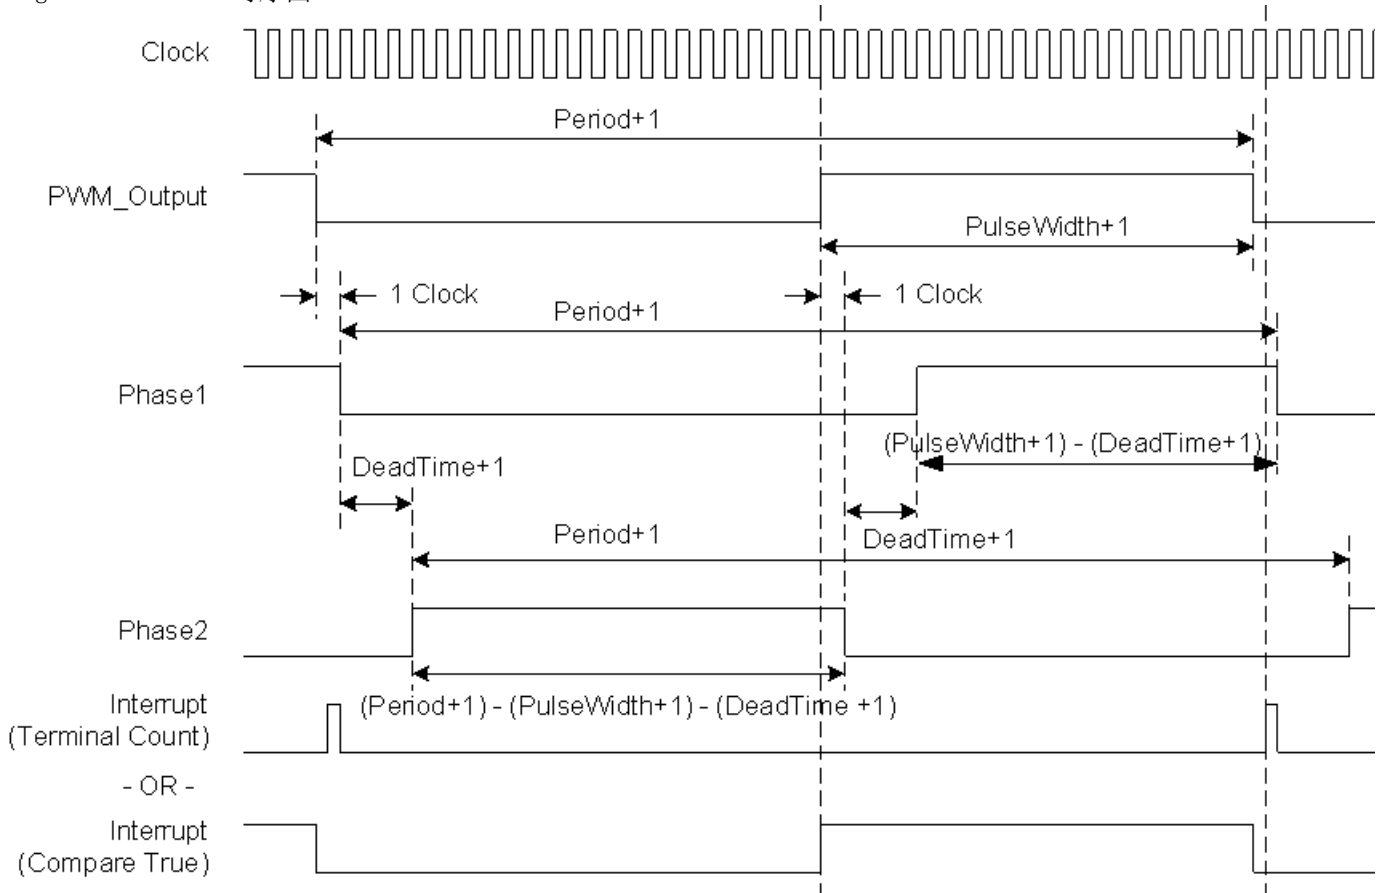 Clock
Period+1
PWM_Output
PulseWidth+1
1 Clock
1 Clock
Period+1
Phase1
(PulseWidth+1) - (DeadTime+1)
DeadTime+1
Period+1
DeadTime+1
Phase2
Interrupt
(Terminal Count)
(Period+1) - (PulseWidth+1) - (DeadTime +1)
- OR -
Interrupt
(Compare True)